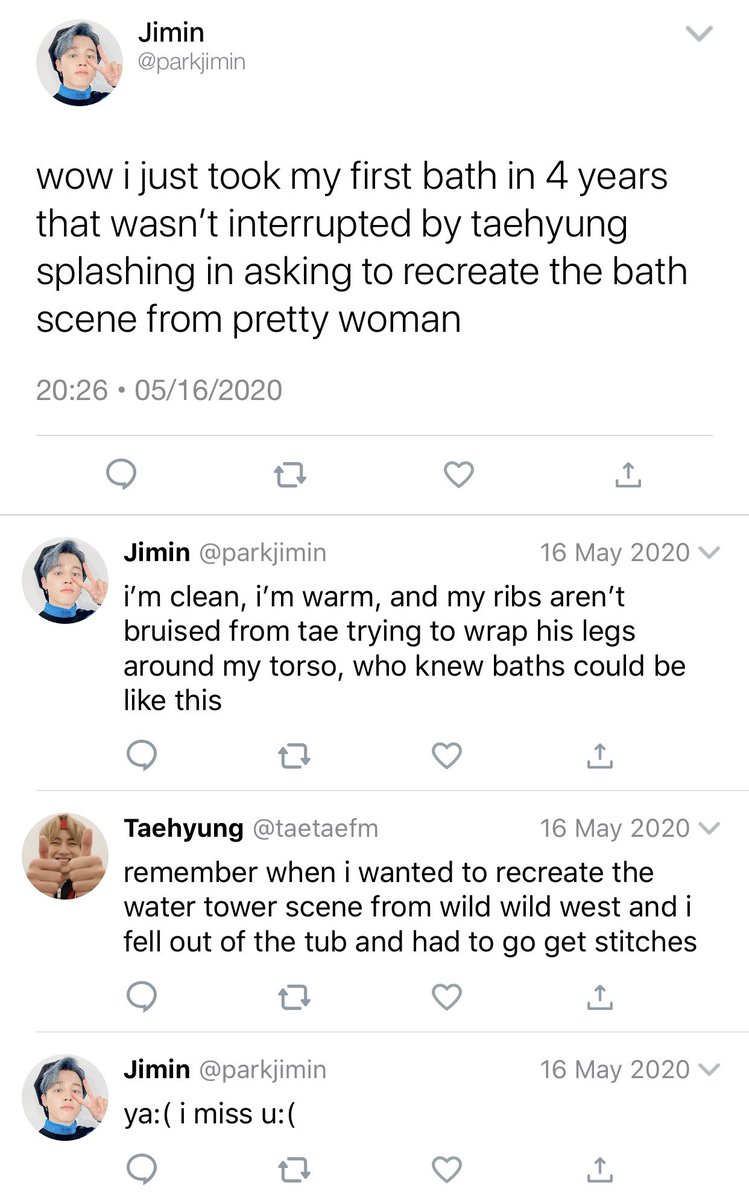 Jimin
@parkjimin
wow i just took my first bath in 4 years
that wasn’t interrupted by taehyung
splashing in asking to recreate the bath
scene from pretty woman
20:26 • 05/16/2020
Jimin @parkjimin 16 May 2020
i’m clean, i’m warm, and my ribs aren’t
bruised from tae trying to wrap his legs
around my torso, who knew baths could be
like this
Taehyung @taetaefm 16 May 2020
remember when i wanted to recreate the
water tower scene from wild wild west and i
fell out of the tub and had to go get stitches
Jimin @parkjimin 16 May 2020
ya:( i miss u:(